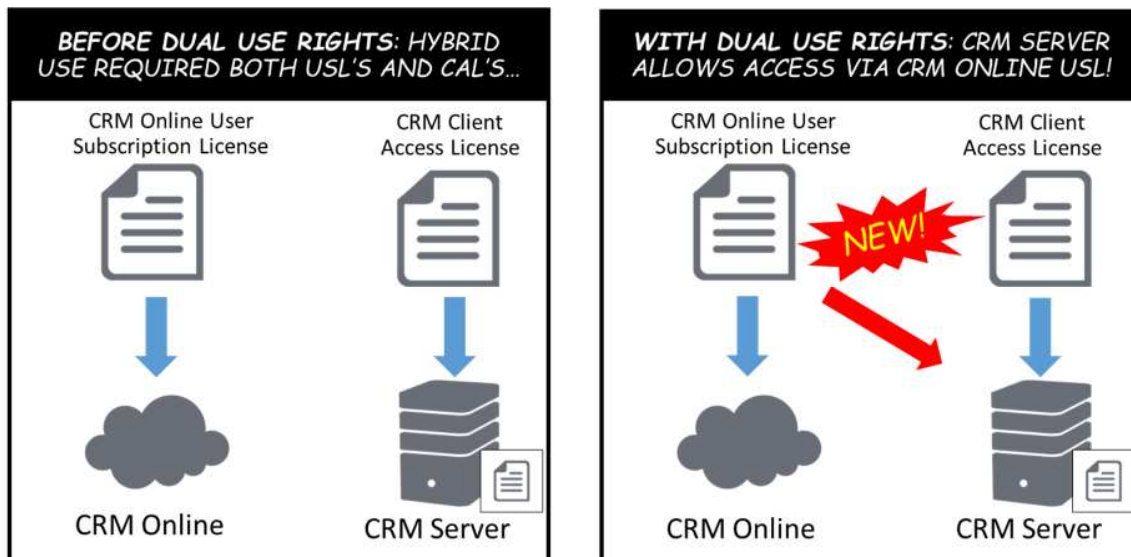 BEFORE DUAL USE RIGHTS: HYBRID
USE REQUIRED BOTH USL'S AND CAL'S...
CRM Online User
Subscription License
CRM Client
Access License
CRM Online
CRM Server
WITH DUAL USE RIGHTS: CRM SERVER
ALLOWS ACCESS VIA CRM ONLINE USL!
CRM Online User
Subscription License
CRM Client
Access License
NEW!
CRM Online
CRM Server